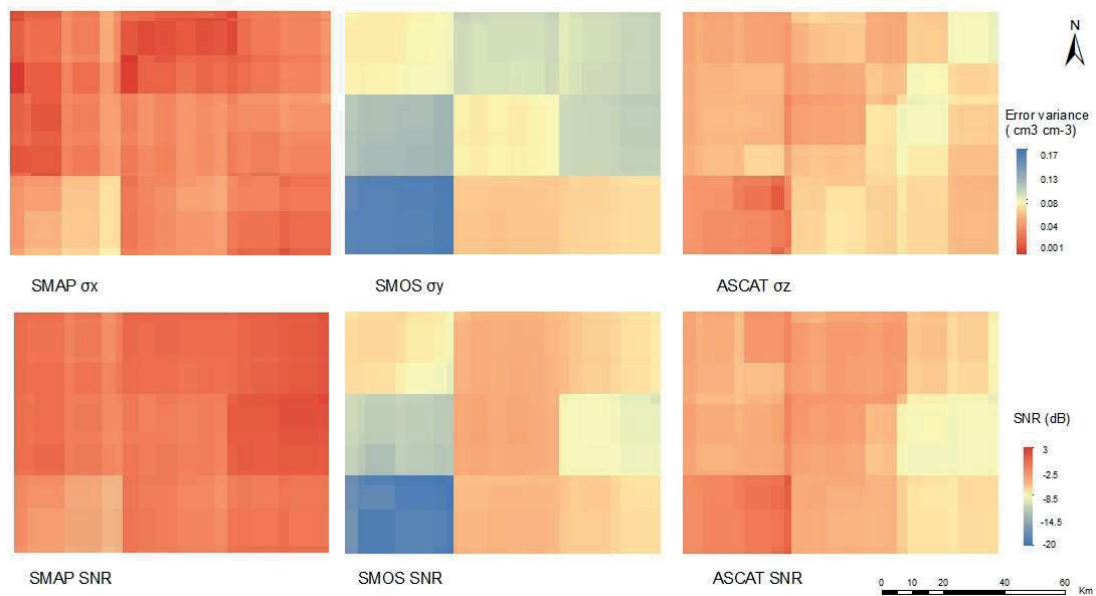 N
Error variance
( cm3 cm-3)
0.17
0.13
0.08
0.04
0.001
SMAP σx
SMOS σy
ASCAT σz
SNR (dB)
3
-2.5
-8.5
-14.5
-20
SMAP SNR
SMOS SNR
ASCAT SNR
0 10 20 40 60
Km